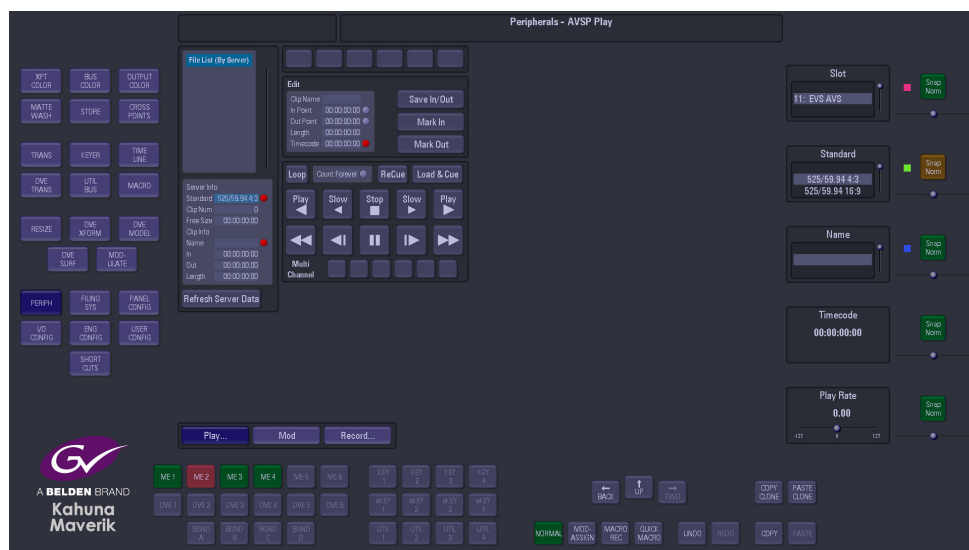 Peripherals - AVSP Play
XPT COLOR
BUS COLOR
OUTPUT COLOR
MATTE WASH
STORE
CROSS POINTS
TRANS
KEYER
TIME LINE
DVE TRANS
UTIL BUS
MACRO
RESIZE
DVE XFORM
DVE MODEL
DVE SURF
MOD- ULATE
PERIPH
FILING SYS
PANEL CONFIG
I/O CONFIG
ENG CONFIG
USER CONFIG
SHORT CUTS
File List (By Server)
Server Info
Standard 525/59.94 4:3
Clip Num 0
Free Size 00:00:00:00
Clip Info
Name
In 00:00:00:00
Out 00:00:00:00
Length 00:00:00:00
Refresh Server Data
Edit
Clip Name
In Point 00:00:00:00
Out Point 00:00:00:00
Length 00:00:00:00
Timecode 00:00:00:00
Save In/Out
Mark In
Mark Out
Loop
Count Forever
ReCue
Load & Cue
Play
Slow
Stop
Slow
Play
Multi Channel
Slot
11: EVS AVS
Snap Norm
Standard
525/59.94 4:3
525/59.94 16:9
Snap Norm
Name
Snap Norm
Timecode
00:00:00:00
Snap Norm
Play Rate
0.00
-127 0 127
Snap Norm
Play...
Mod
Record...
GV
A BELDEN BRAND
Kahuna
Maverik
ME 1
ME 2
ME 3
ME 4
ME 5
ME 6
DVE 1
DVE 2
DVE 3
DVE 4
DVE 5
DVE 6
BGND A
BGND B
BGND C
BGND D
KEY 1
KEY 2
KEY 3
KEY 4
eKEY 1
eKEY 2
eKEY 3
eKEY 4
UTIL 1
UTIL 2
UTIL 3
UTIL 4
BACK
UP
FWD
COPY CLONE
PASTE CLONE
NORMAL
MOD- ASSIGN
MACRO REC
QUICK MACRO
UNDO
REDO
COPY
PASTE